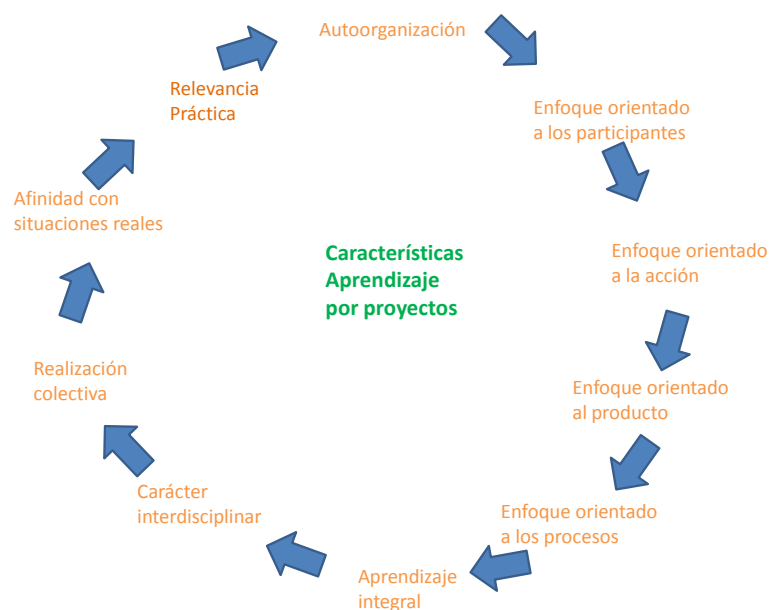 Autoorganización
Enfoque orientado
a los participantes
Enfoque orientado
a la acción
Enfoque orientado
al producto
Enfoque orientado
a los procesos
Aprendizaje
integral
Carácter
interdisciplinar
Realización
colectiva
Afinidad con
situaciones reales
Relevancia
Práctica
Características
Aprendizaje
por proyectos